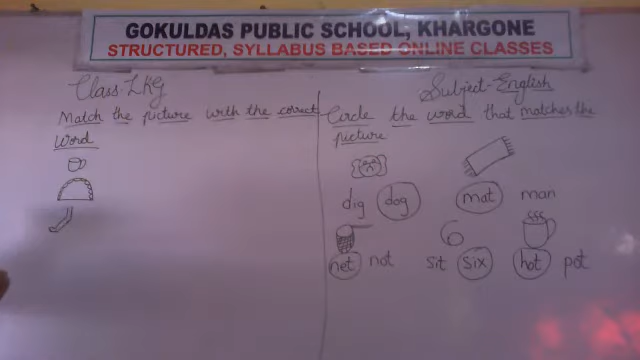 GOKULDAS PUBLIC SCHOOL, KHARGONE
STRUCTURED, SYLLABUS BASED ONLINE CLASSES
Class-LKG
Match the picture with the correct
word
Subject-English
Circle the word that matches the
picture
dig dog mat man
6
net not sit six hot pot